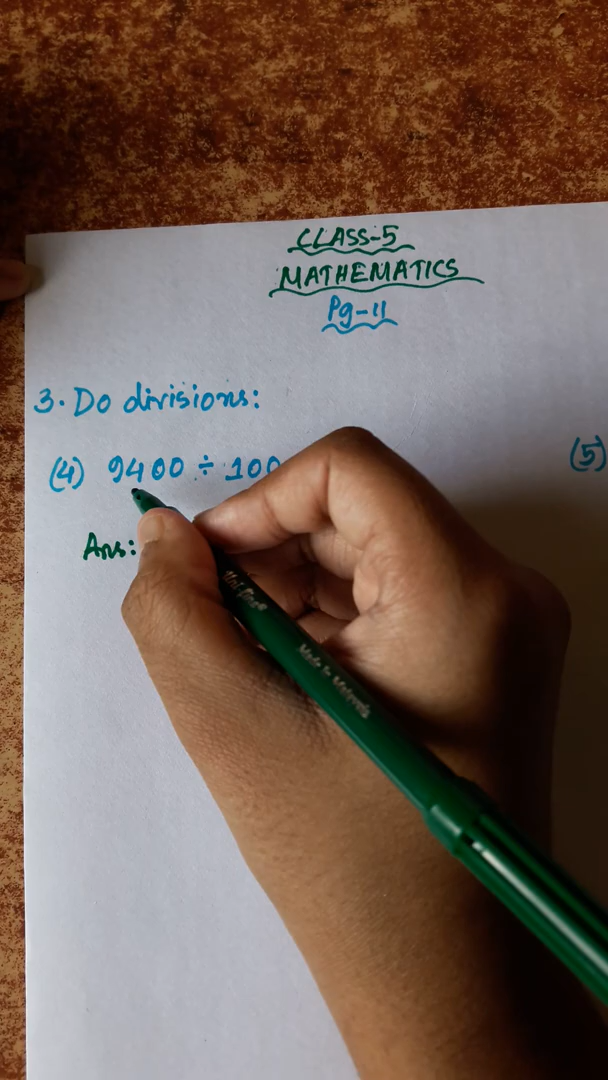 CLASS-5
MATHEMATICS
Pg-11
3. Do divisions:
(4) 9400 ÷ 100
(5)
Ans: